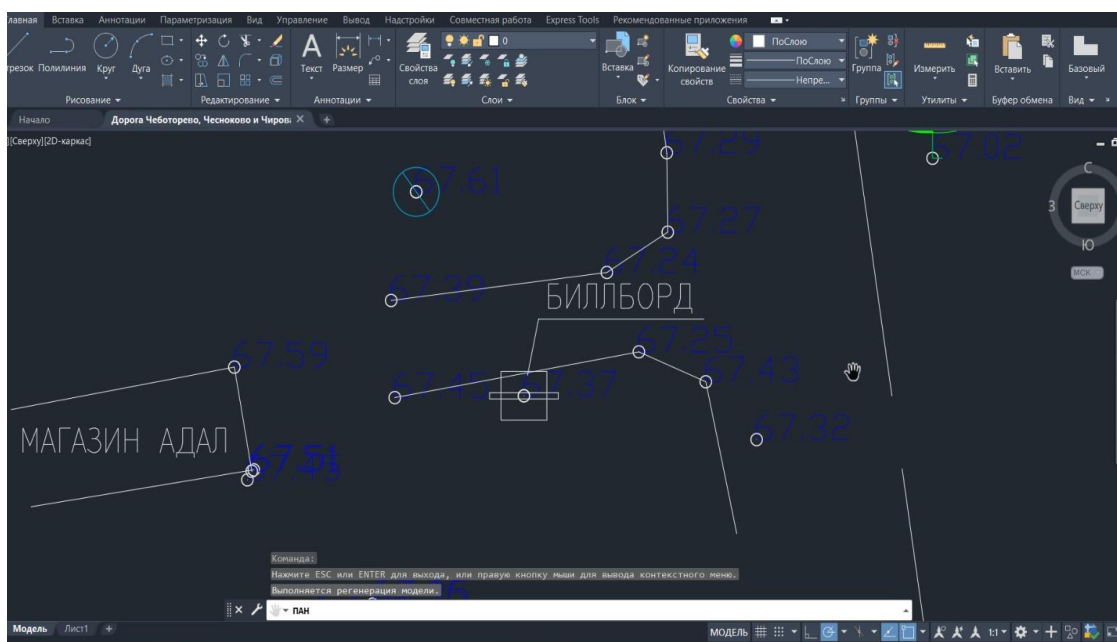 лавная Вставка Аннотации Параметризация Вид Управление Вывод Надстройки Совместная работа Express Tools Рекомендованные приложения
0
ПоСлою
ПоСлою
Непре...
трезок Полилиния Круг Дуга
Текст Размер
Свойства слоя
Вставка
Копирование свойств
Группа
Измерить
Вставить
Базовый
Рисование Редактирование Аннотации Слои Блок Свойства Группы Утилиты Буфер обмена Вид
Начало Дорога Чеботорево, Чесноково и Чирова
][Сверху][2D-каркас]
67.29
67.02
С
67.61
З Сверху
67.27
Ю
67.24
МСК
67.39
БИЛЛБОРД
67.25
67.59
67.43
67.45 67.37
67.32
МАГАЗИН АДАЛ
Команда:
Нажмите ESC или ENTER для выхода, или правую кнопку мыши для вывода контекстного меню.
Выполняется регенерация модели.
ПАН
Модель Лист1 +
МОДЕЛЬ 1:1